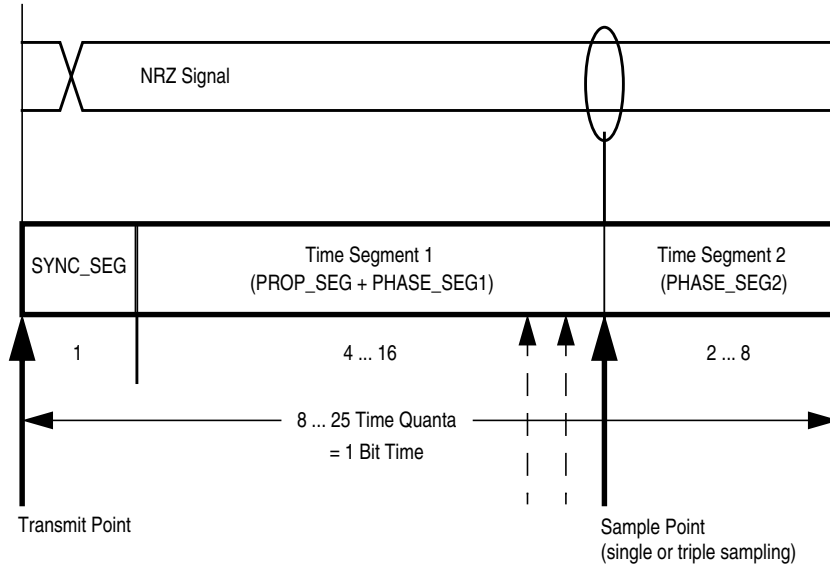 NRZ Signal
SYNC_SEG
Time Segment 1
(PROP_SEG + PHASE_SEG1)
Time Segment 2
(PHASE_SEG2)
1
4 ... 16
2 ... 8
8 ... 25 Time Quanta
= 1 Bit Time
Transmit Point
Sample Point
(single or triple sampling)